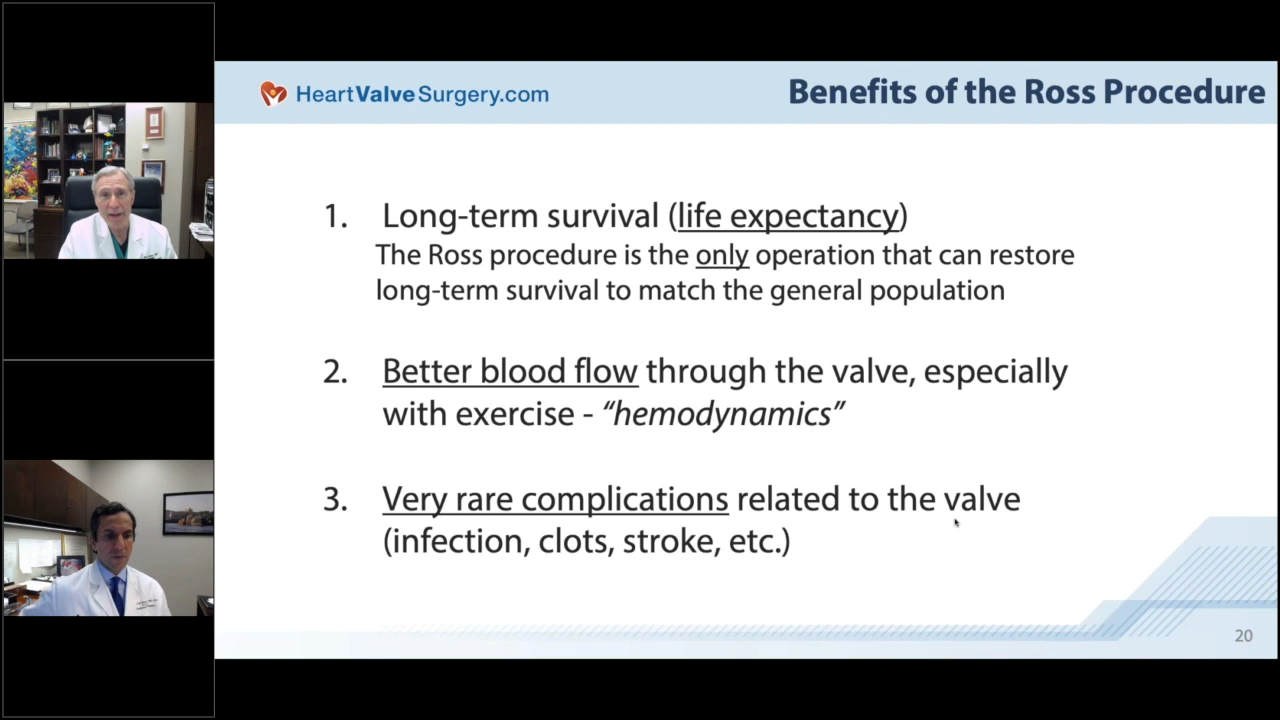 HeartValveSurgery.com
Benefits of the Ross Procedure
1. Long-term survival (life expectancy)
The Ross procedure is the only operation that can restore
long-term survival to match the general population
2. Better blood flow through the valve, especially
with exercise - “hemodynamics”
3. Very rare complications related to the valve
(infection, clots, stroke, etc.)
20